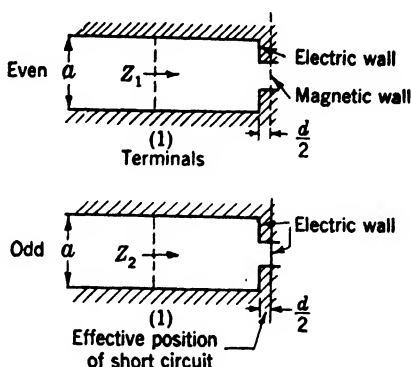 Even
a
Z₁
Electric wall
Magnetic wall
(1)
Terminals
d/2
Odd
a
Z₂
Electric wall
(1)
d/2
Effective position
of short circuit